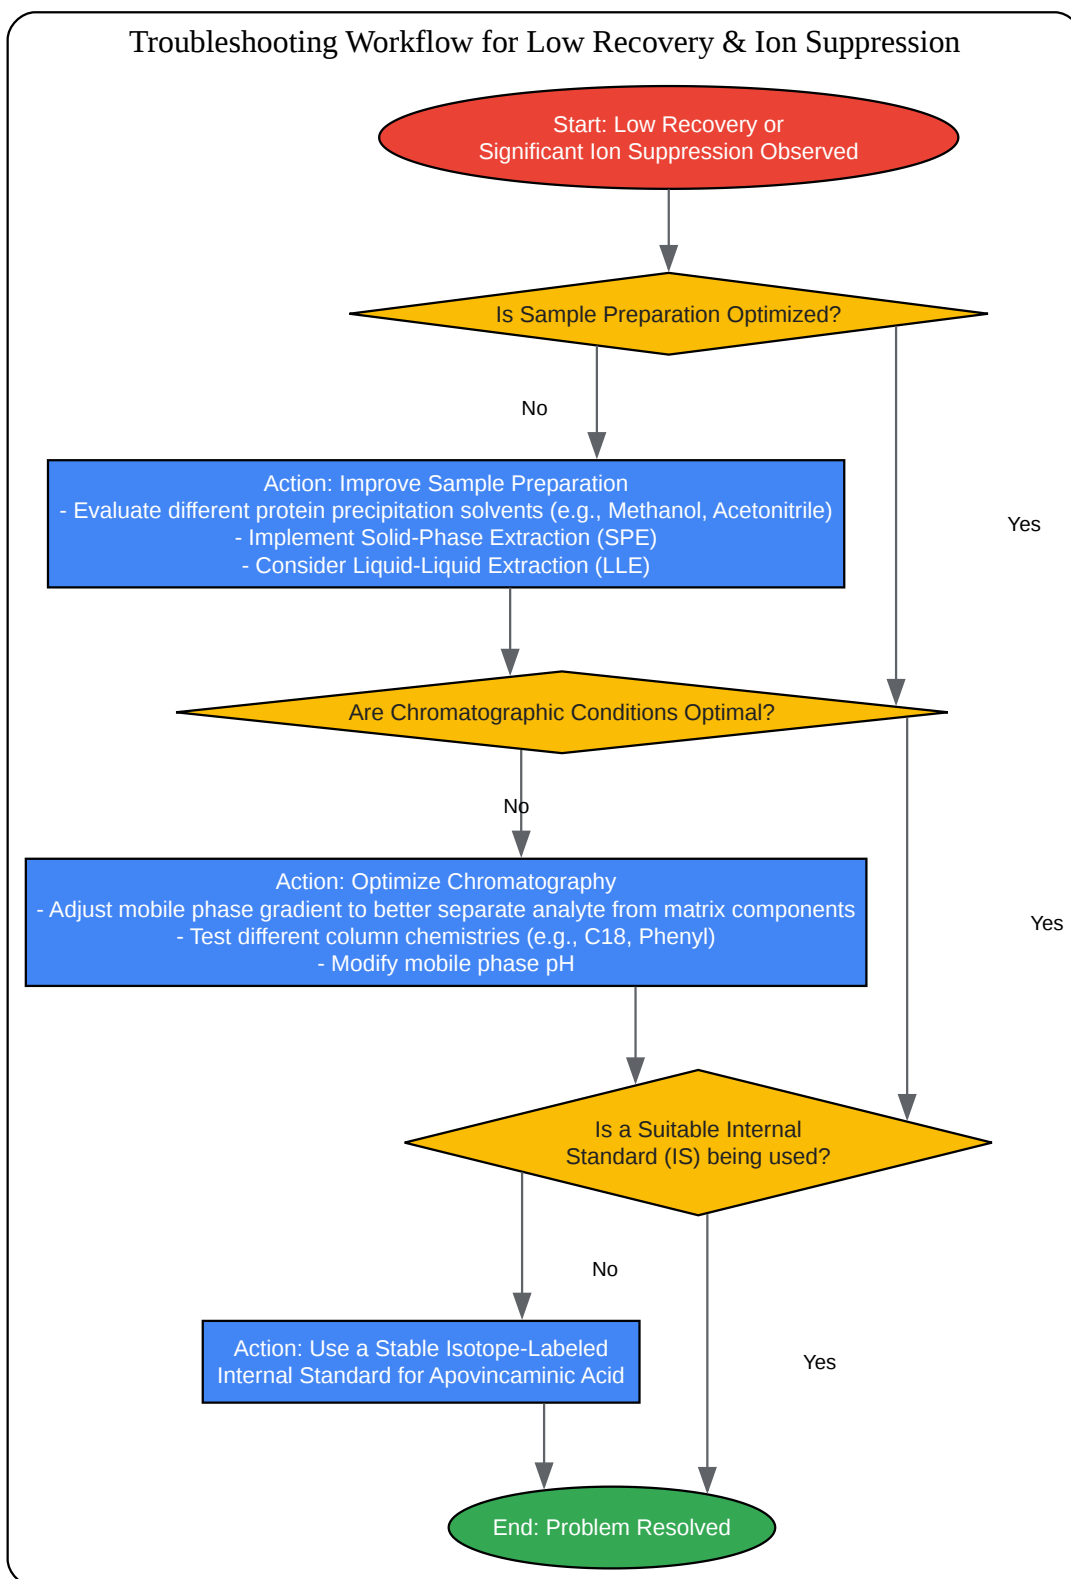 Troubleshooting Workflow for Low Recovery & Ion Suppression
Start: Low Recovery or
Significant Ion Suppression Observed
Is Sample Preparation Optimized?
No
Action: Improve Sample Preparation
- Evaluate different protein precipitation solvents (e.g., Methanol, Acetonitrile)
- Implement Solid-Phase Extraction (SPE)
- Consider Liquid-Liquid Extraction (LLE)
Yes
Are Chromatographic Conditions Optimal?
No
Action: Optimize Chromatography
- Adjust mobile phase gradient to better separate analyte from matrix components
- Test different column chemistries (e.g., C18, Phenyl)
- Modify mobile phase pH
Yes
Is a Suitable Internal
Standard (IS) being used?
No
Action: Use a Stable Isotope-Labeled
Internal Standard for Apovincaminic Acid
Yes
End: Problem Resolved